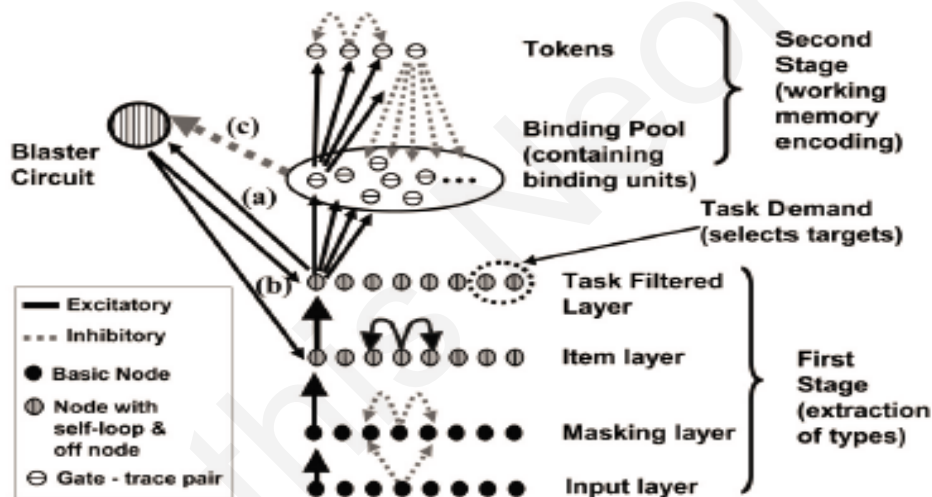 Tokens
Second
Stage
(working
memory
encoding)
Binding Pool
(containing
binding units)
Blaster
Circuit
(c)
(a)
(b)
Task Demand
(selects targets)
Task Filtered
Layer
Item layer
Masking layer
Input layer
First
Stage
(extraction
of types)
Excitatory
Inhibitory
Basic Node
Node with
self-loop &
off node
Gate - trace pair